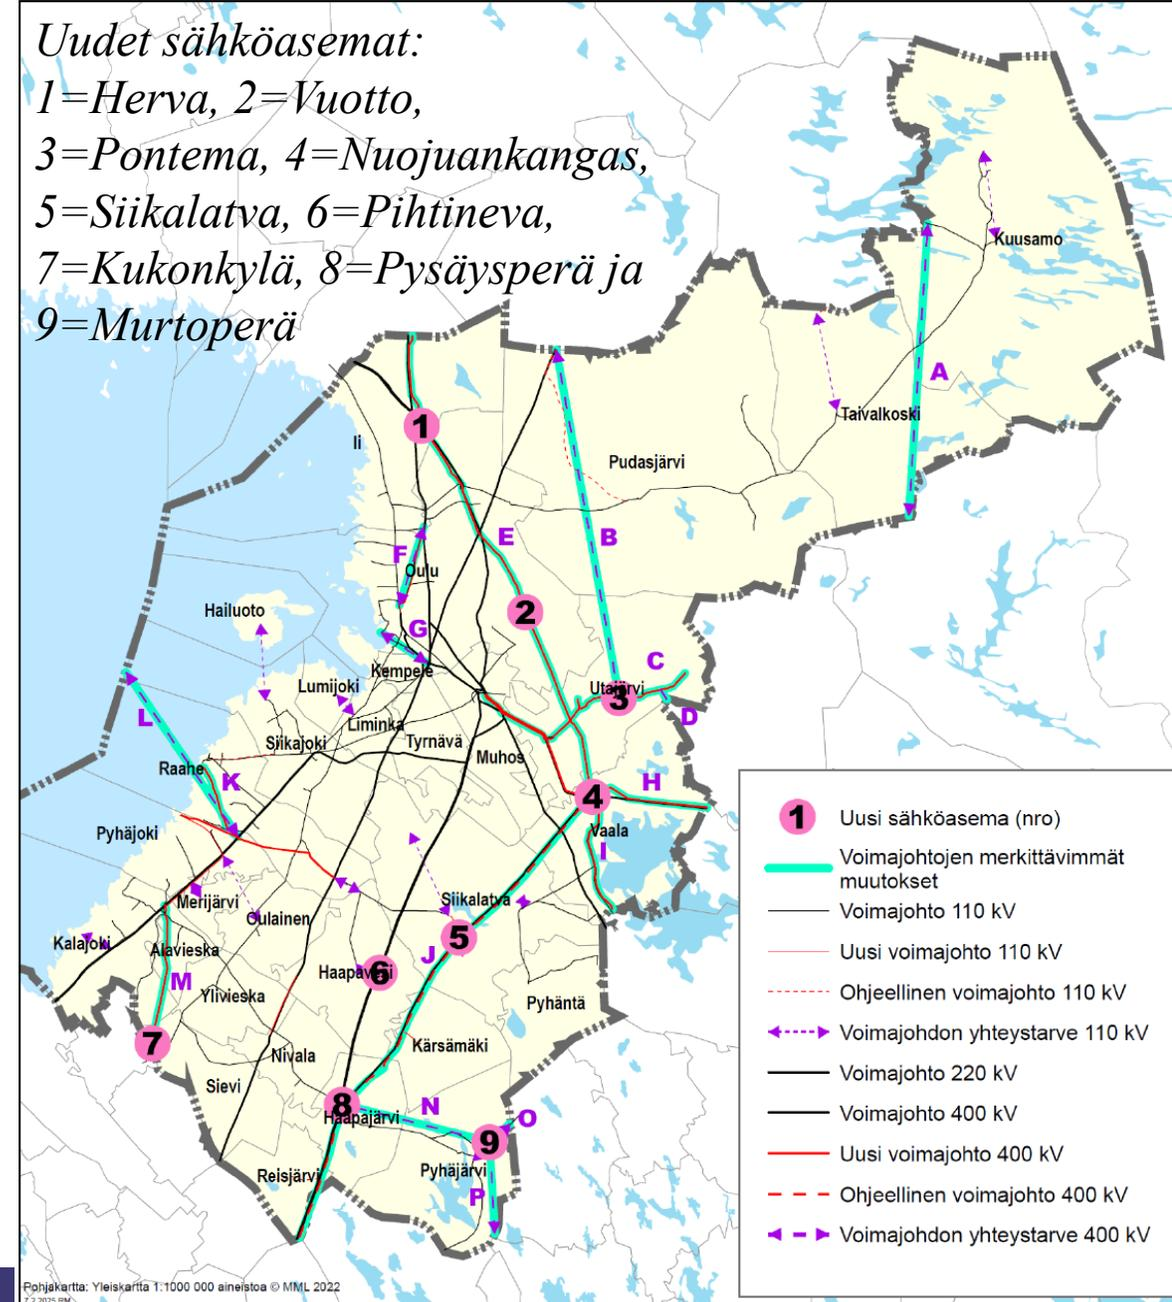 Uudet sähköasemat:
1=Herva, 2=Vuotto,
3=Pontema, 4=Nuojuankangas,
5=Siikalatva, 6=Pihtineva,
7=Kukonkylä, 8=Pysäysperä ja
9=Murtoperä
Kuusamo
A
Taivalkoski
1
Ii
Pudasjärvi
E
B
F
Oulu
Hailuoto
2
G
Kempele
C
Lumijoki
Utajärvi
3
D
L
Liminka
Siikajoki
Tyrnävä
Muhos
Raahe
K
H
4
Pyhäjoki
Vaala
I
Merijärvi
Siikalatva
Oulainen
Kalajoki
Alavieska
5
J
Haapavesi
6
M
Ylivieska
Pyhäntä
7
Nivala
Kärsämäki
Sievi
8
N
O
Haapajärvi
9
Reisjärvi
Pyhäjärvi
P
1 Uusi sähköasema (nro)
Voimajohtojen merkittävimmät
muutokset
Voimajohto 110 kV
Uusi voimajohto 110 kV
Ohjeellinen voimajohto 110 kV
Voimajohdon yhteystarve 110 kV
Voimajohto 220 kV
Voimajohto 400 kV
Uusi voimajohto 400 kV
Ohjeellinen voimajohto 400 kV
Voimajohdon yhteystarve 400 kV
Pohjakartta: Yleiskartta 1:1000 000 aineistoa © MML 2022